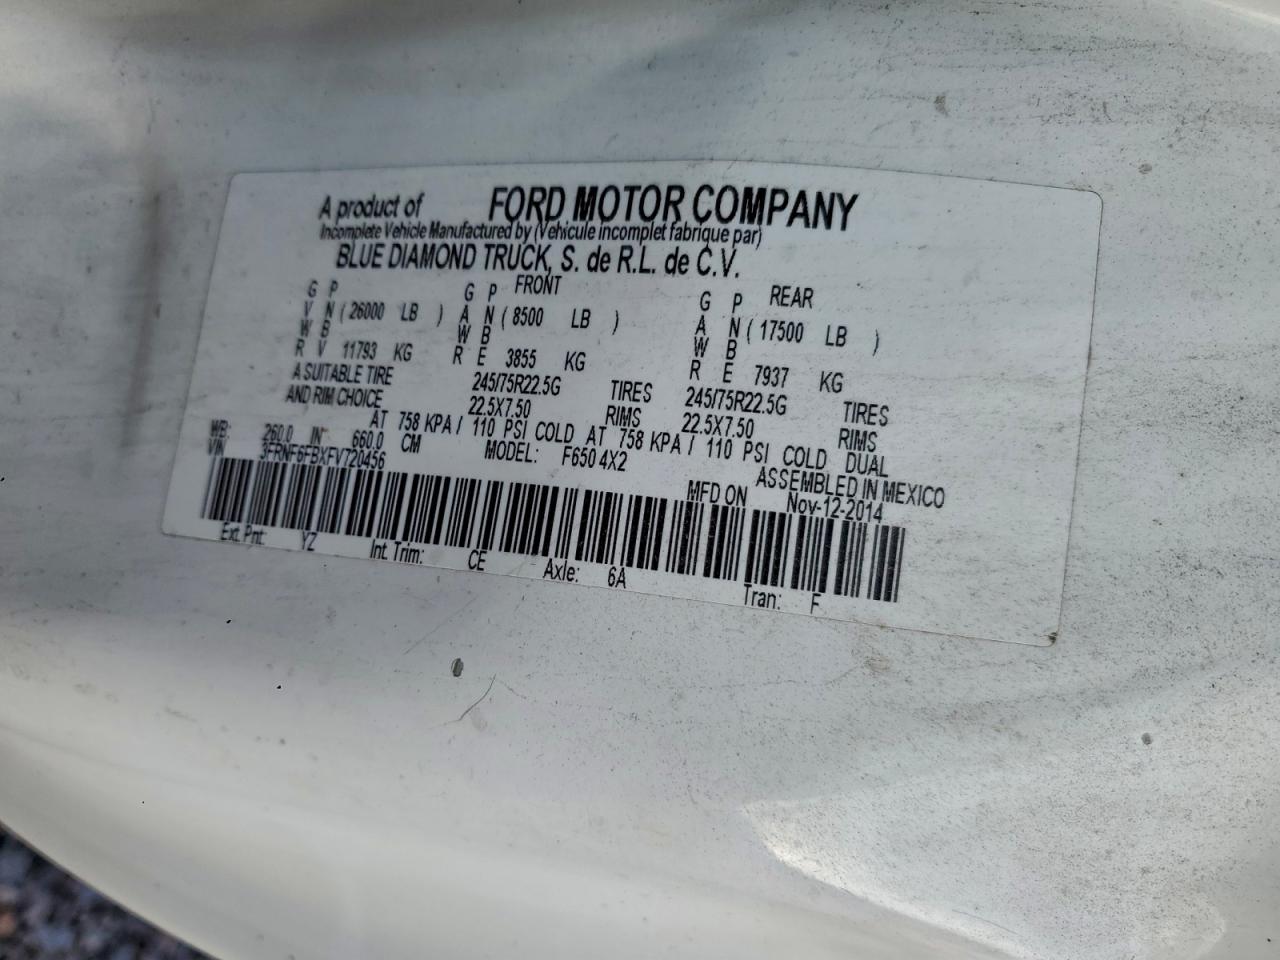 A product of FORD MOTOR COMPANY
Incomplete Vehicle Manufactured by (Vehicule incomplet fabrique par)
BLUE DIAMOND TRUCK, S. de R.L. de C.V.
G P G P FRONT G P REAR
V N ( 26000 LB ) A N ( 8500 LB ) A N ( 17500 LB )
W B W B W B
R V 11793 KG R E 3855 KG R E 7937 KG
A SUITABLE TIRE 245/75R22.5G TIRES 245/75R22.5G TIRES
AND RIM CHOICE 22.5X7.50 RIMS 22.5X7.50 RIMS
AT 758 KPA / 110 PSI COLD AT 758 KPA / 110 PSI COLD DUAL
WB: 260.0 IN 660.0 CM MODEL: F650 4X2 ASSEMBLED IN MEXICO
VIN 3FRNF6FBXFV720456 MFD ON Nov-12-2014
Ext. Pnt: YZ Int. Trim: CE Axle: 6A Tran: F